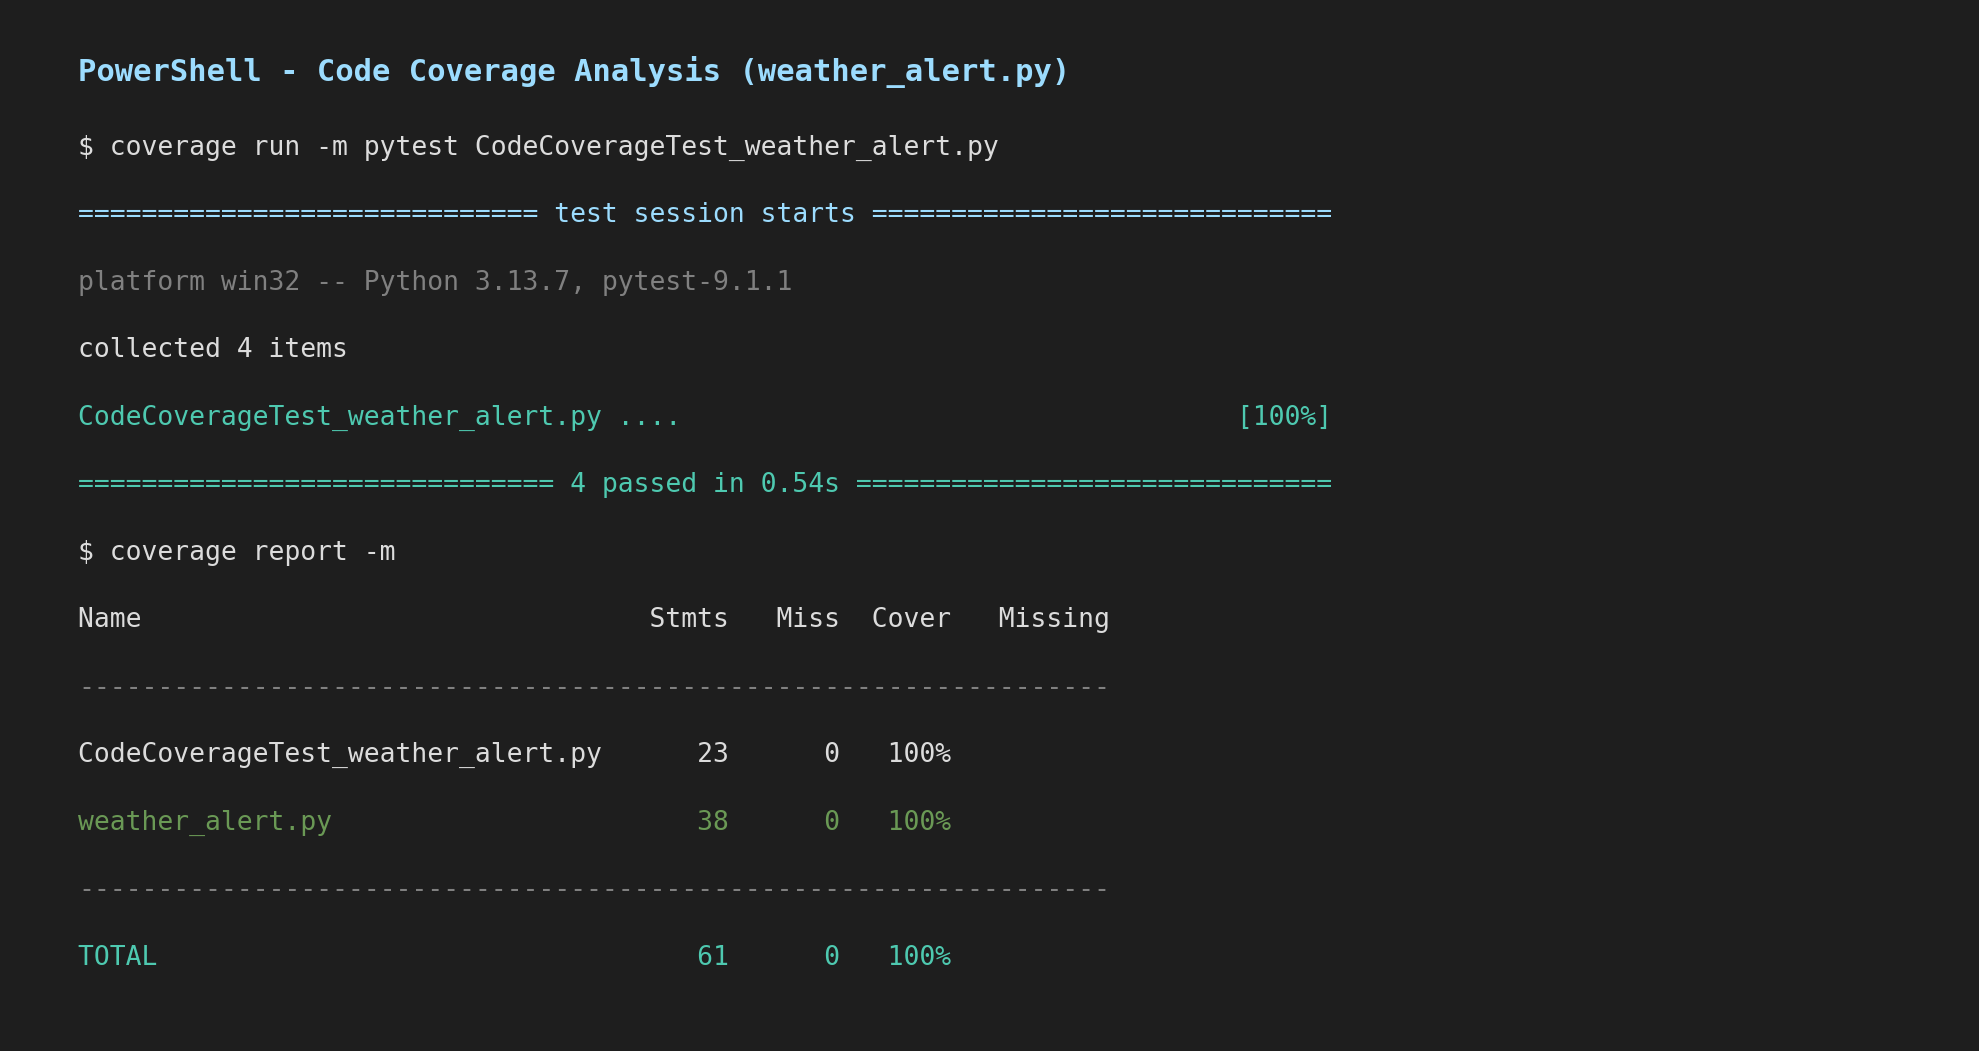 PowerShell - Code Coverage Analysis (weather_alert.py)
$ coverage run -m pytest CodeCoverageTest_weather_alert.py
============================= test session starts =============================
platform win32 -- Python 3.13.7, pytest-9.1.1
collected 4 items
CodeCoverageTest_weather_alert.py ....                                   [100%]
============================== 4 passed in 0.54s ==============================
$ coverage report -m
Name                                Stmts   Miss  Cover   Missing
-----------------------------------------------------------------
CodeCoverageTest_weather_alert.py      23      0   100%
weather_alert.py                       38      0   100%
-----------------------------------------------------------------
TOTAL                                  61      0   100%